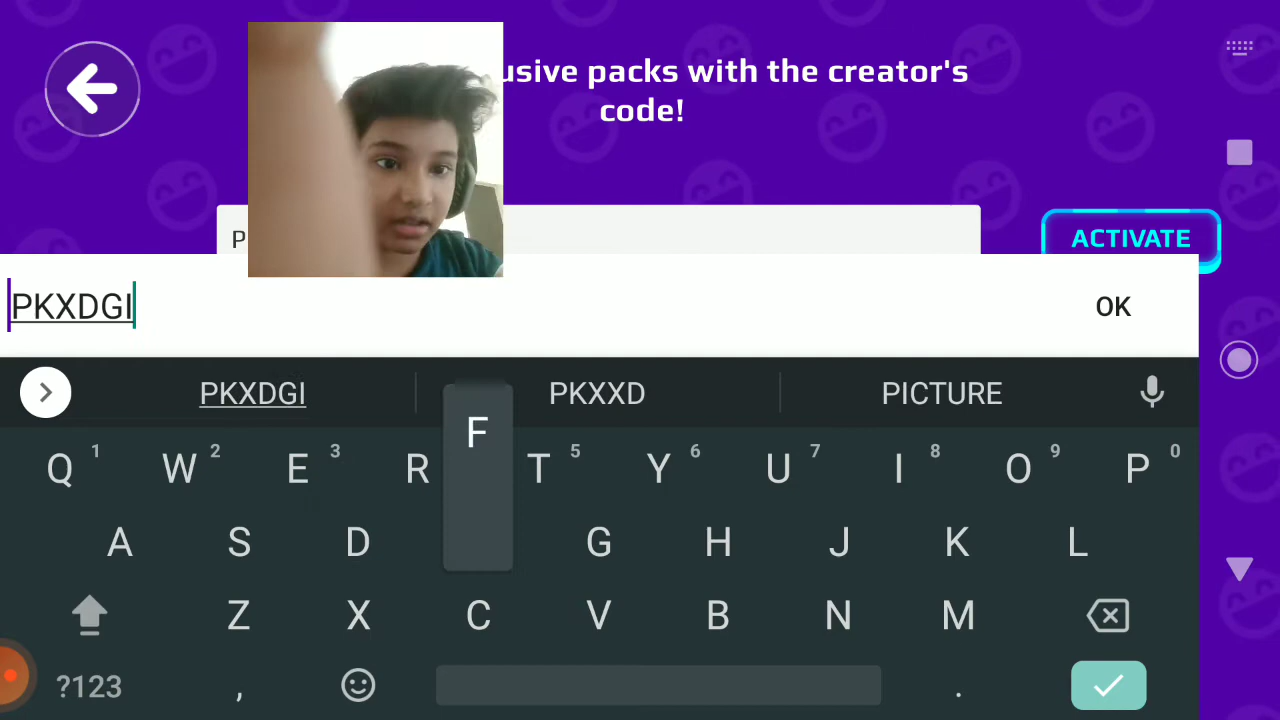 usive packs with the creator's
code!
P
ACTIVATE
PKXDGI
OK
PKXDGI PKXXD PICTURE
F
Q 1 W 2 E 3 R T 5 Y 6 U 7 I 8 O 9 P 0
A S D G H J K L
Z X C V B N M
?123 , .